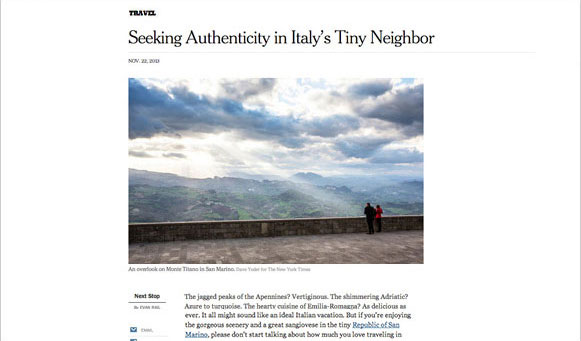 TRAVEL
Seeking Authenticity in Italy's Tiny Neighbor
NOV. 22, 2013
An overlook on Monte Titano in San Marino. Dave Yoder for The New York Times
Next Stop
By EVAN RAIL
EMAIL
The jagged peaks of the Apennines? Vertiginous. The shimmering Adriatic?
Azure to turquoise. The hearty cuisine of Emilia-Romagna? As delicious as
ever. It all might sound like an ideal Italian vacation. But if you're enjoying
the gorgeous scenery and a great sangiovese in the tiny Republic of San
Marino, please don't start talking about how much you love traveling in